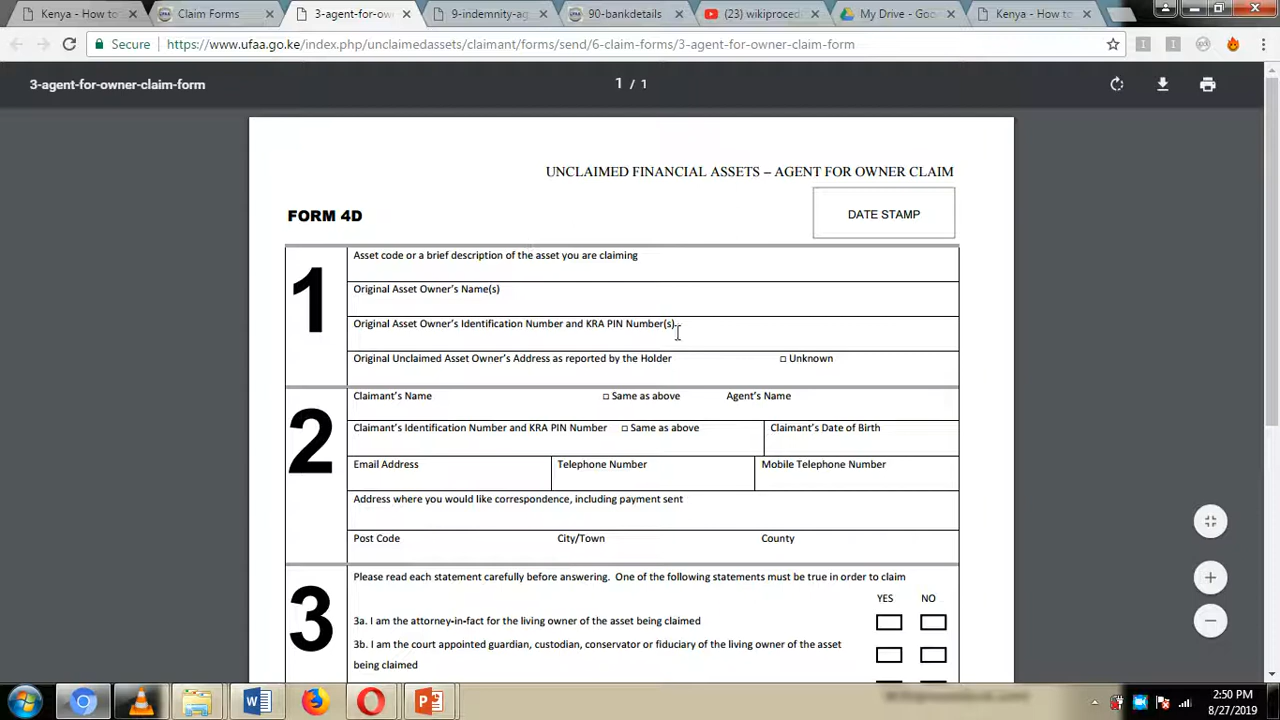 Kenya - How to
Claim Forms
3-agent-for-ow
9-indemnity-ag
90-bankdetails
(23) wikiproced
My Drive - Goo
Kenya - How to
Secure
https://www.ufaa.go.ke/index.php/unclaimedassets/claimant/forms/send/6-claim-forms/3-agent-for-owner-claim-form
3-agent-for-owner-claim-form
1 / 1
UNCLAIMED FINANCIAL ASSETS – AGENT FOR OWNER CLAIM
FORM 4D
DATE STAMP
1
Asset code or a brief description of the asset you are claiming
Original Asset Owner's Name(s)
Original Asset Owner's Identification Number and KRA PIN Number(s).
Original Unclaimed Asset Owner's Address as reported by the Holder
Unknown
2
Claimant's Name
Same as above
Agent's Name
Claimant's Identification Number and KRA PIN Number
Same as above
Claimant's Date of Birth
Email Address
Telephone Number
Mobile Telephone Number
Address where you would like correspondence, including payment sent
Post Code
City/Town
County
3
Please read each statement carefully before answering. One of the following statements must be true in order to claim
YES NO
3a. I am the attorney-in-fact for the living owner of the asset being claimed
3b. I am the court appointed guardian, custodian, conservator or fiduciary of the living owner of the asset
being claimed
2:50 PM
8/27/2019